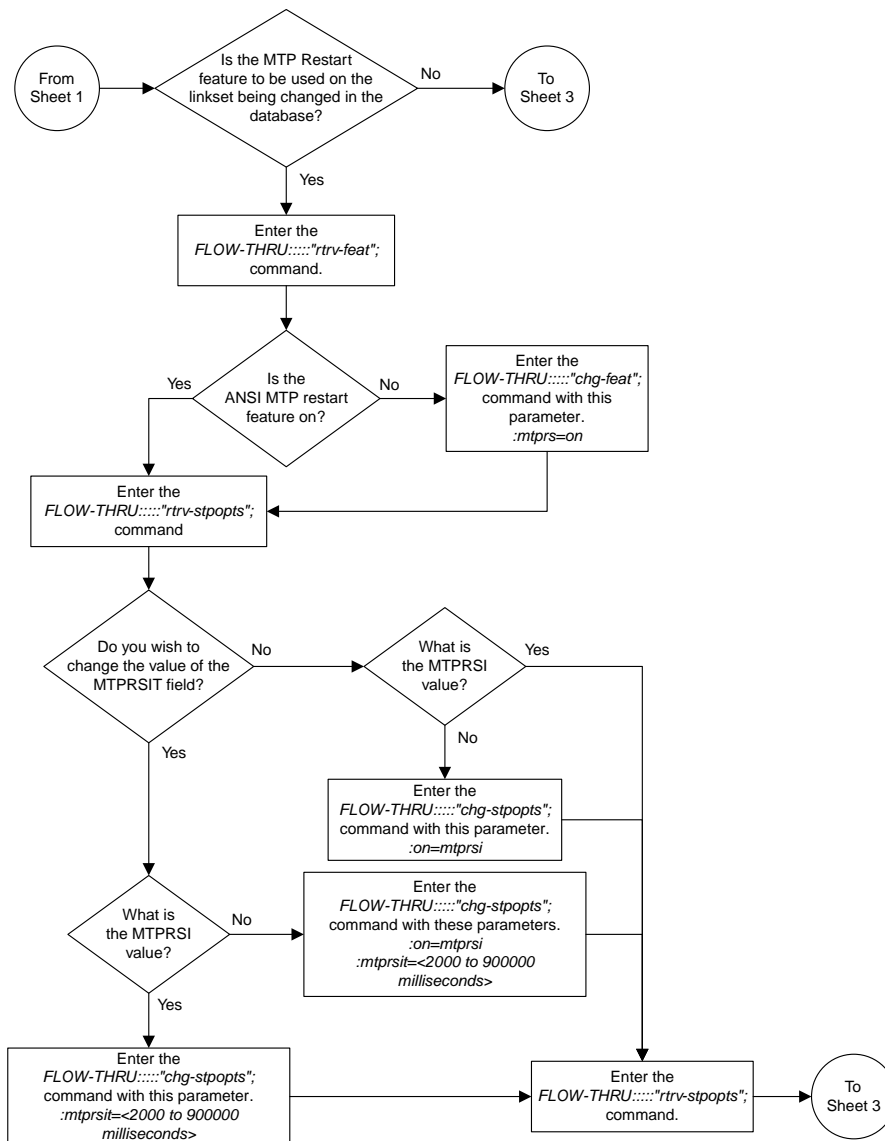 From
Sheet 1
Is the MTP Restart
feature to be used on the
linkset being changed in the
database?
No
To
Sheet 3
Yes
Enter the
FLOW-THRU:::::"rtrv-feat";
command.
Is the
ANSI MTP restart
feature on?
Yes
No
Enter the
FLOW-THRU:::::"chg-feat";
command with this
parameter.
:mtprs=on
Enter the
FLOW-THRU:::::"rtrv-stpopts";
command
Do you wish to
change the value of the
MTPRSIT field?
No
What is
the MTPRSI
value?
Yes
Yes
No
Enter the
FLOW-THRU:::::"chg-stpopts";
command with this parameter.
:on=mtprsi
What is
the MTPRSI
value?
No
Enter the
FLOW-THRU:::::"chg-stpopts";
command with these parameters.
:on=mtprsi
:mtprsit=<2000 to 900000
milliseconds>
Yes
Enter the
FLOW-THRU:::::"chg-stpopts";
command with this parameter.
:mtprsit=<2000 to 900000
milliseconds>
Enter the
FLOW-THRU:::::"rtrv-stpopts";
command.
To
Sheet 3